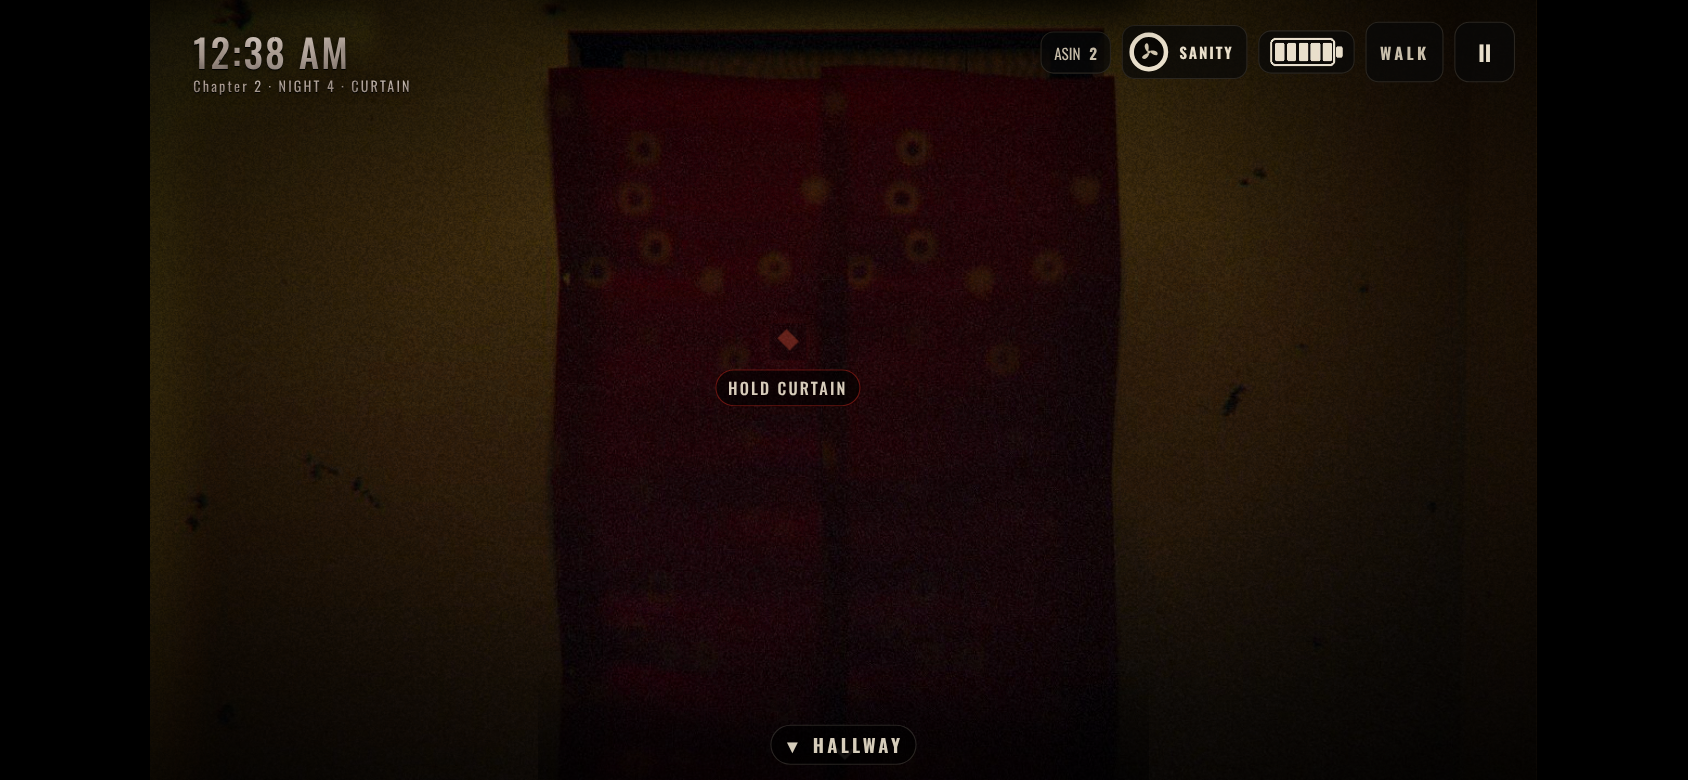 12:38 AM
Chapter 2 · NIGHT 4 · CURTAIN
ASIN 2
SANITY
WALK
HOLD CURTAIN
▼ HALLWAY